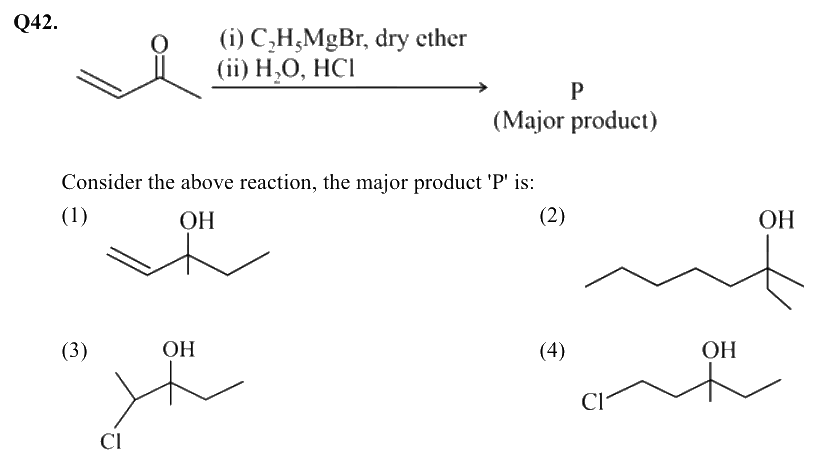 Q42.
O
(i) C₂H₅MgBr, dry ether
(ii) H₂O, HCl
P
(Major product)
Consider the above reaction, the major product 'P' is:
(1)
OH
(2)
OH
(3)
OH
Cl
(4)
OH
Cl